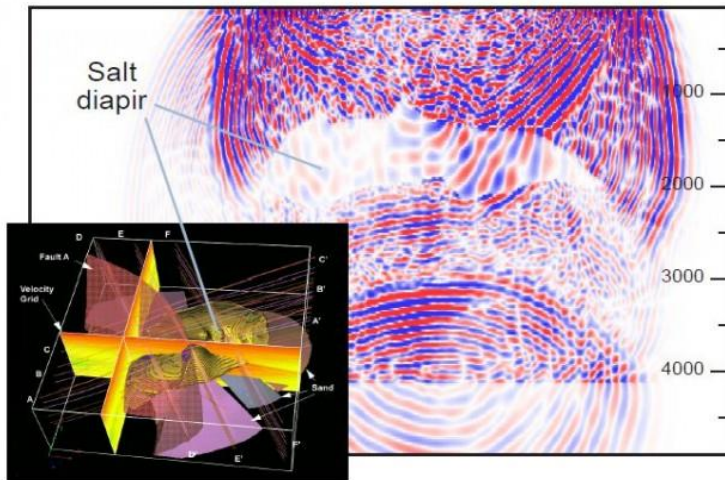 Salt
diapir
1000
2000
3000
4000
D E F
Fault A
C'
Velocity
Grid
B'
A'
C
B
Sand
A
F'
D' E'